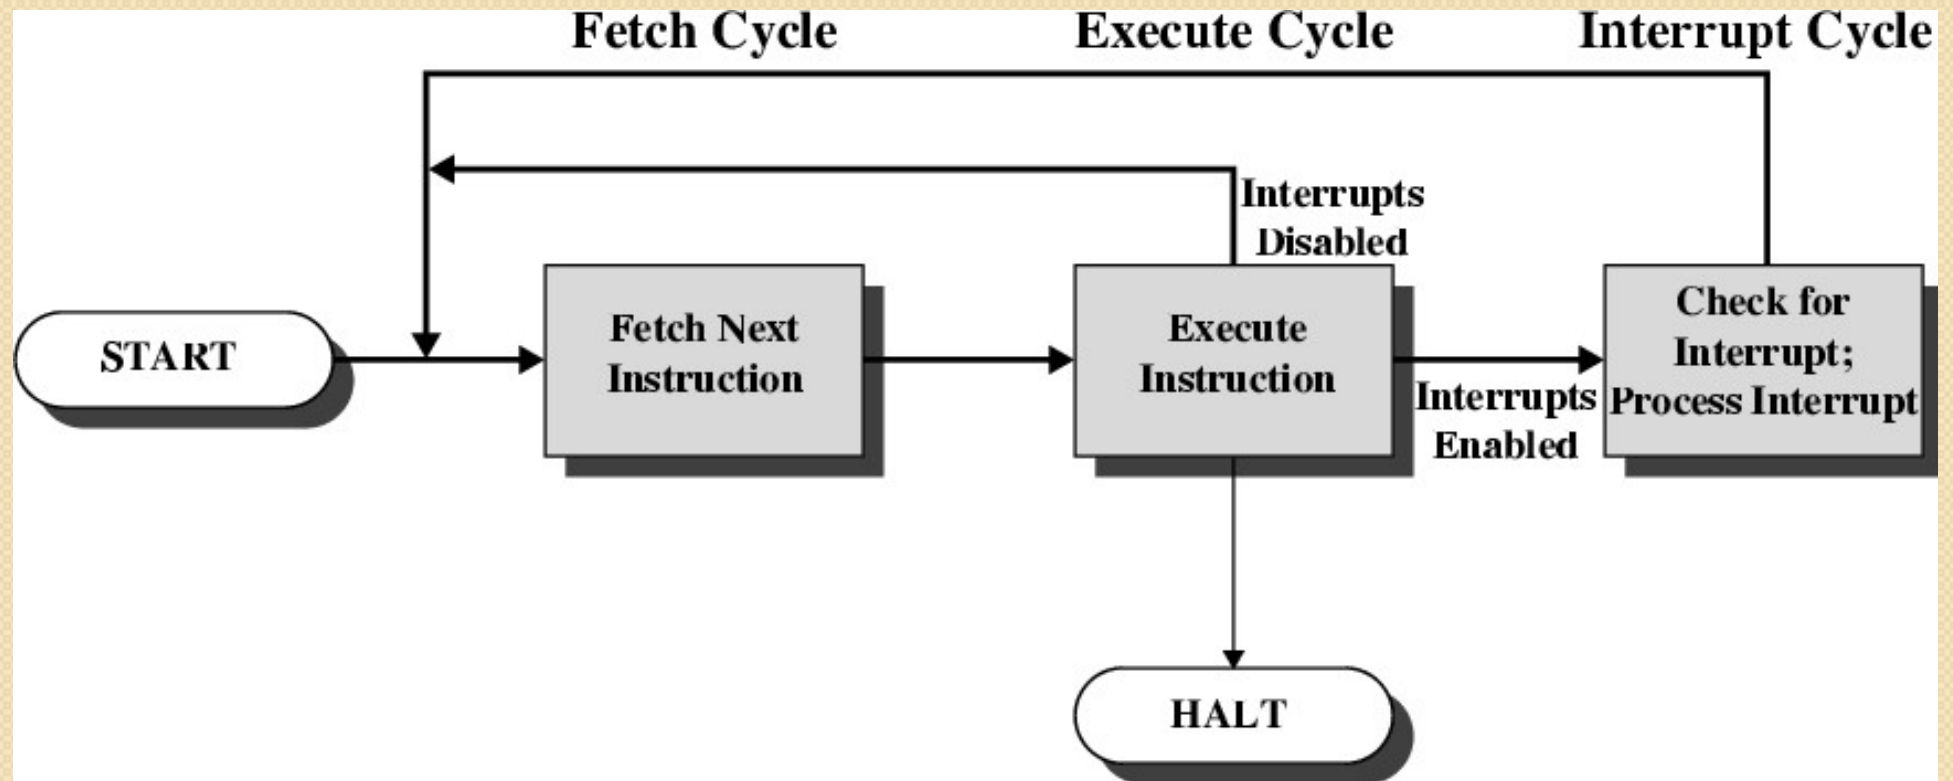 Fetch Cycle
Execute Cycle
Interrupt Cycle
Interrupts
Disabled
START
Fetch Next
Instruction
Execute
Instruction
Interrupts
Enabled
Check for
Interrupt;
Process Interrupt
HALT